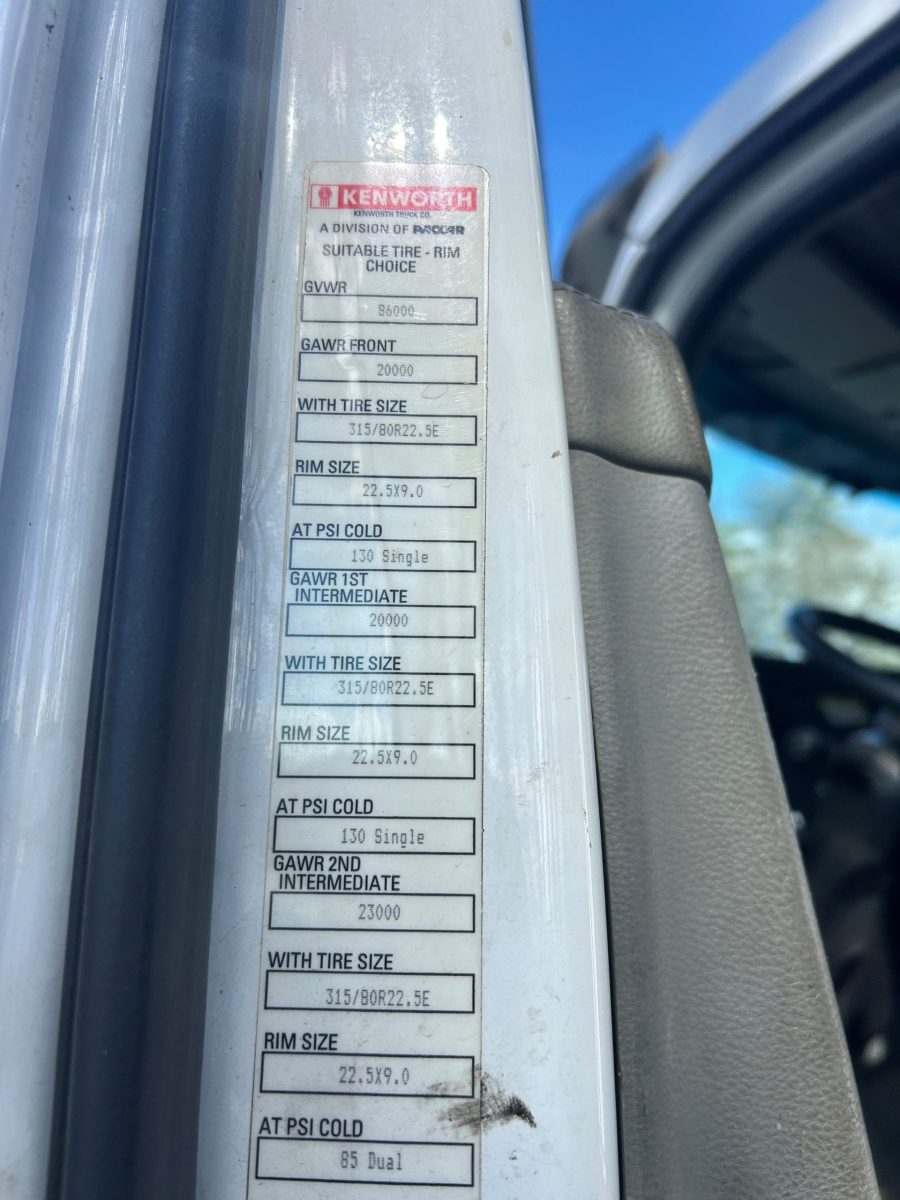 KENWORTH
KENWORTH TRUCK CO.
A DIVISION OF PACCAR
SUITABLE TIRE - RIM
CHOICE
GVWR
86000
GAWR FRONT
20000
WITH TIRE SIZE
315/80R22.5E
RIM SIZE
22.5X9.0
AT PSI COLD
130 Single
GAWR 1ST
INTERMEDIATE
20000
WITH TIRE SIZE
315/80R22.5E
RIM SIZE
22.5X9.0
AT PSI COLD
130 Single
GAWR 2ND
INTERMEDIATE
23000
WITH TIRE SIZE
315/80R22.5E
RIM SIZE
22.5X9.0
AT PSI COLD
85 Dual